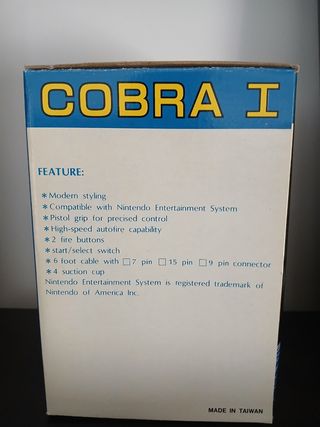 COBRA I
FEATURE:
*Modern styling
*Compatible with Nintendo Entertainment System
*Pistol grip for precised control
*High-speed autofire capability
*2 fire buttons
*start/select switch
*6 foot cable with □7 pin □15 pin □9 pin connector
*4 suction cup
Nintendo Entertainment System is registered trademark of
Nintendo of America Inc.
MADE IN TAIWAN